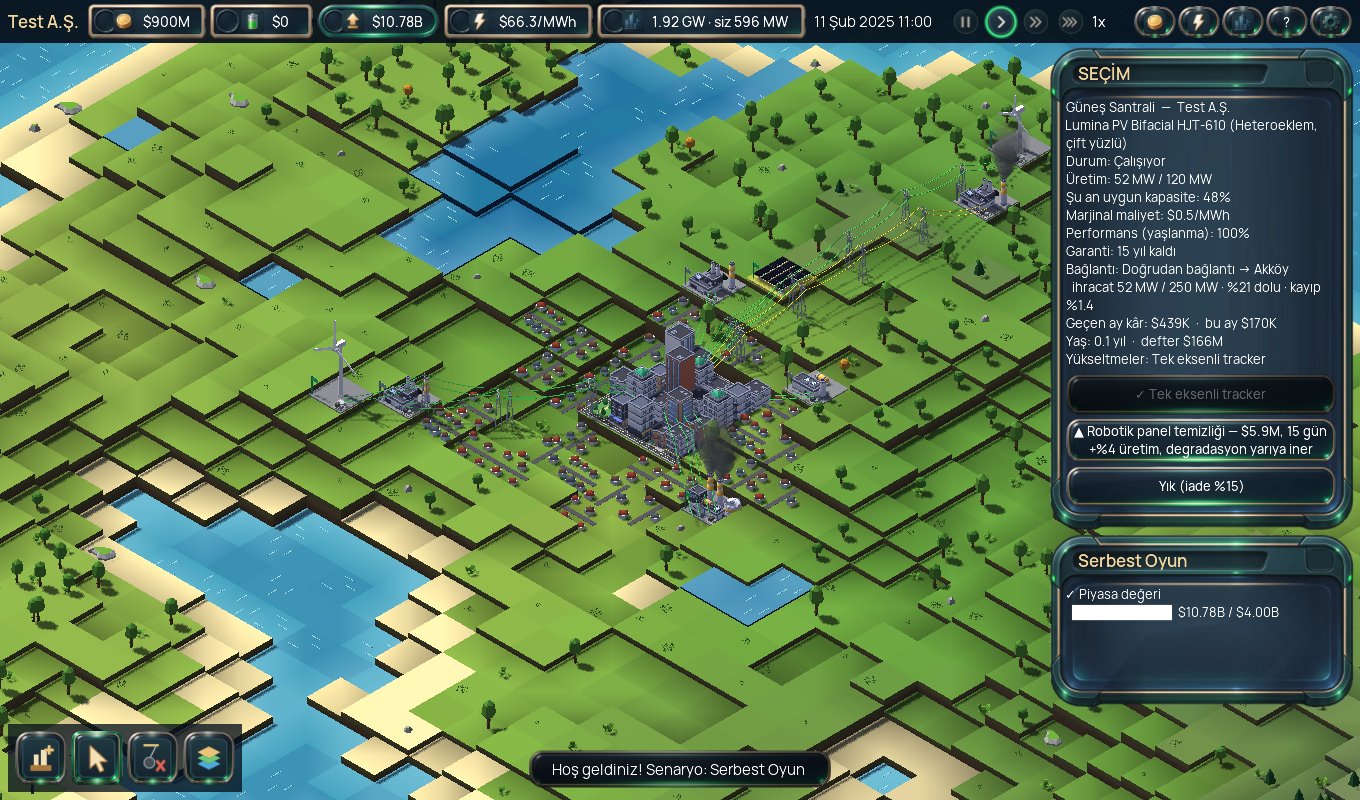 Test A.Ş.
$900M
$0
$10.78B
$66.3/MWh
1.92 GW · siz 596 MW
11 Şub 2025 11:00
1x
?
SEÇİM
Güneş Santrali — Test A.Ş.
Lumina PV Bifacial HJT-610 (Heteroeklem,
çift yüzlü)
Durum: Çalışıyor
Üretim: 52 MW / 120 MW
Şu an uygun kapasite: 48%
Marjinal maliyet: $0.5/MWh
Performans (yaşlanma): 100%
Garanti: 15 yıl kaldı
Bağlantı: Doğrudan bağlantı → Akköy
ihracat 52 MW / 250 MW · %21 dolu · kayıp
%1.4
Geçen ay kâr: $439K · bu ay $170K
Yaş: 0.1 yıl · defter $166M
Yükseltmeler: Tek eksenli tracker
✓ Tek eksenli tracker
▲ Robotik panel temizliği — $5.9M, 15 gün
+%4 üretim, degradasyon yarıya iner
Yık (iade %15)
Serbest Oyun
✓ Piyasa değeri
$10.78B / $4.00B
Hoş geldiniz! Senaryo: Serbest Oyun